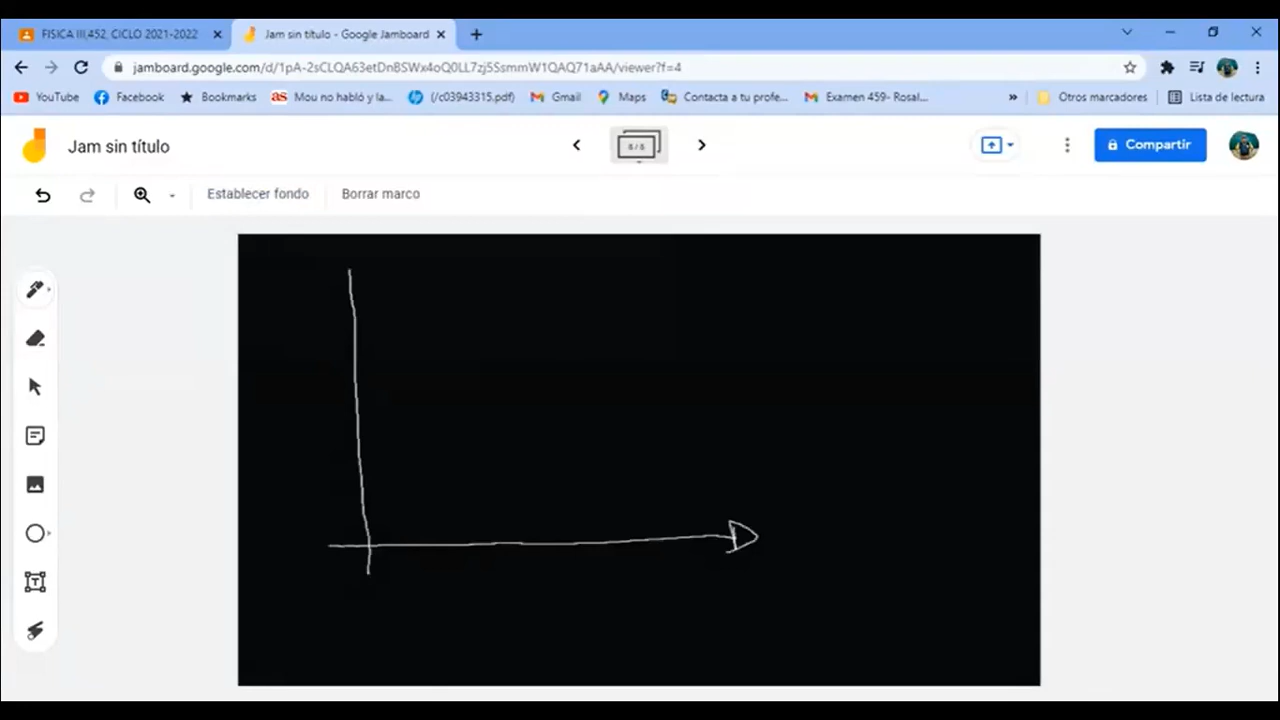 FISICA III,452, CICLO 2021-2022
Jam sin título - Google Jamboard
jamboard.google.com/d/1pA-2sCLQA63etDnBSWx4oQ0LL7zj5SsmmW1QAQ71aAA/viewer?f=4
YouTube Facebook Bookmarks Mou no habló y la... (/c03943315.pdf) Gmail Maps Contacta a tu profe... Examen 459- Rosal... » Otros marcadores Lista de lectura
Jam sin título
Compartir
Establecer fondo Borrar marco